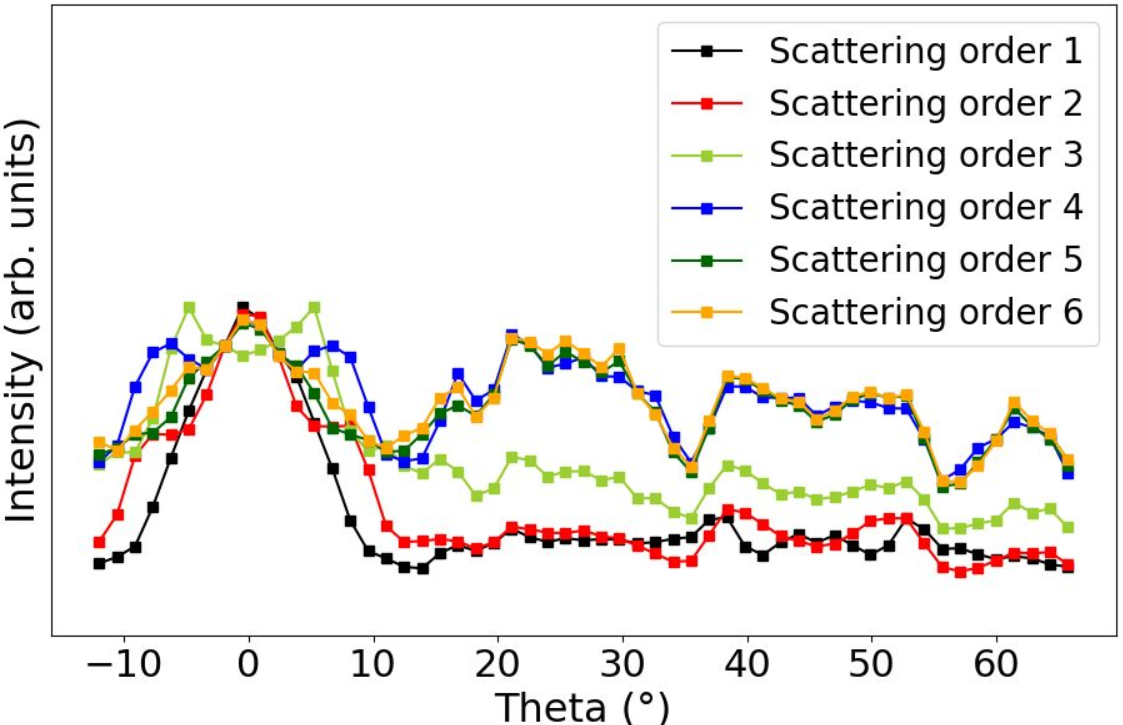 Scattering order 1
Scattering order 2
Scattering order 3
Scattering order 4
Scattering order 5
Scattering order 6
Intensity (arb. units)
−10 0 10 20 30 40 50 60
Theta (°)